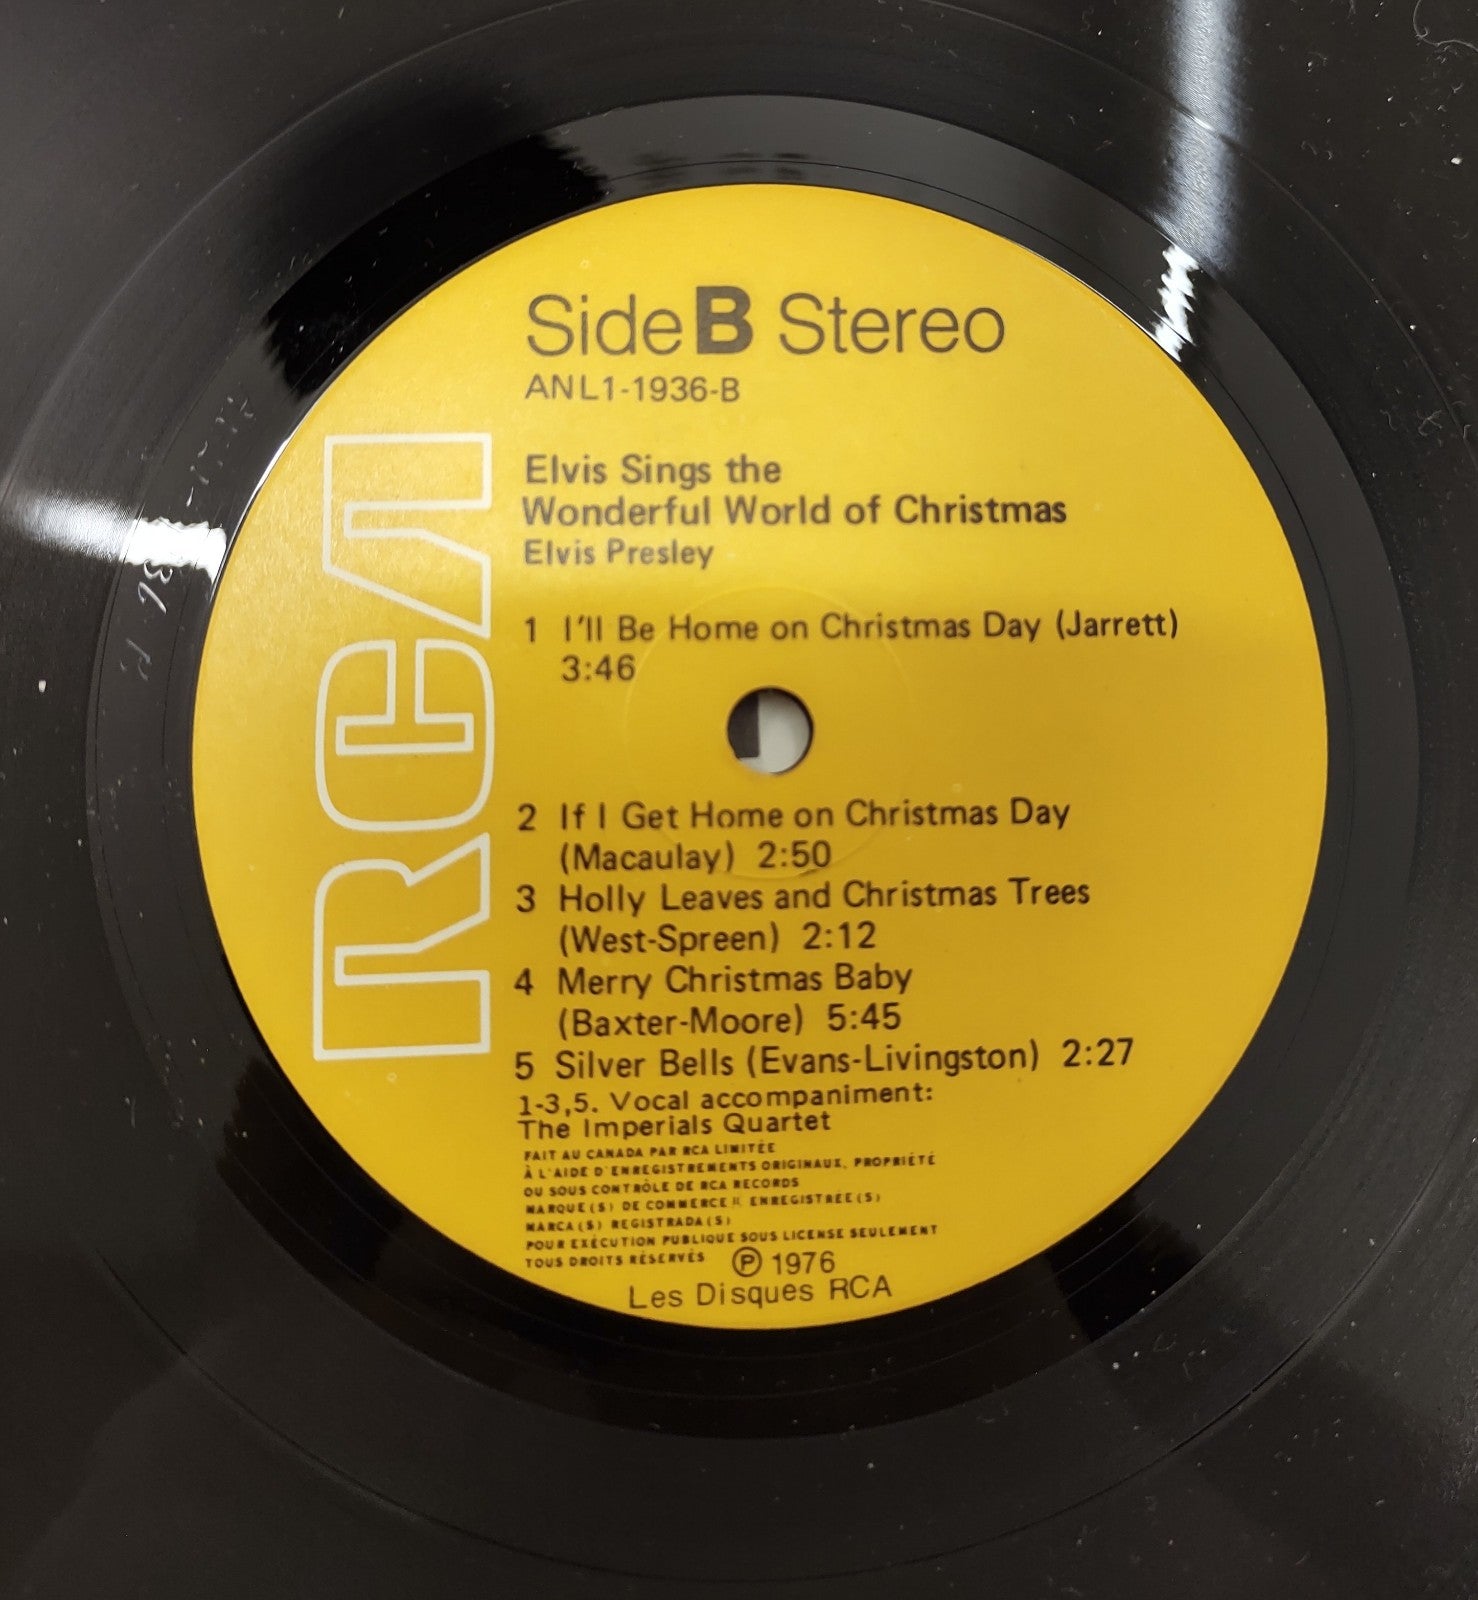 Side B Stereo
ANL1-1936-B
Elvis Sings the
Wonderful World of Christmas
Elvis Presley
1 I'll Be Home on Christmas Day (Jarrett)
3:46
2 If I Get Home on Christmas Day
(Macaulay) 2:50
3 Holly Leaves and Christmas Trees
(West-Spreen) 2:12
4 Merry Christmas Baby
(Baxter-Moore) 5:45
5 Silver Bells (Evans-Livingston) 2:27
1-3,5. Vocal accompaniment:
The Imperials Quartet
FAIT AU CANADA PAR RCA LIMITÉE
À L'AIDE D'ENREGISTREMENTS ORIGINAUX, PROPRIÉTÉ
OU SOUS CONTRÔLE DE RCA RECORDS
MARQUE(S) DE COMMERCE ENREGISTRÉE(S)
MARCA(S) REGISTRADA(S)
POUR EXÉCUTION PUBLIQUE SOUS LICENSE SEULEMENT
TOUS DROITS RÉSERVÉS ℗ 1976
Les Disques RCA
RCA